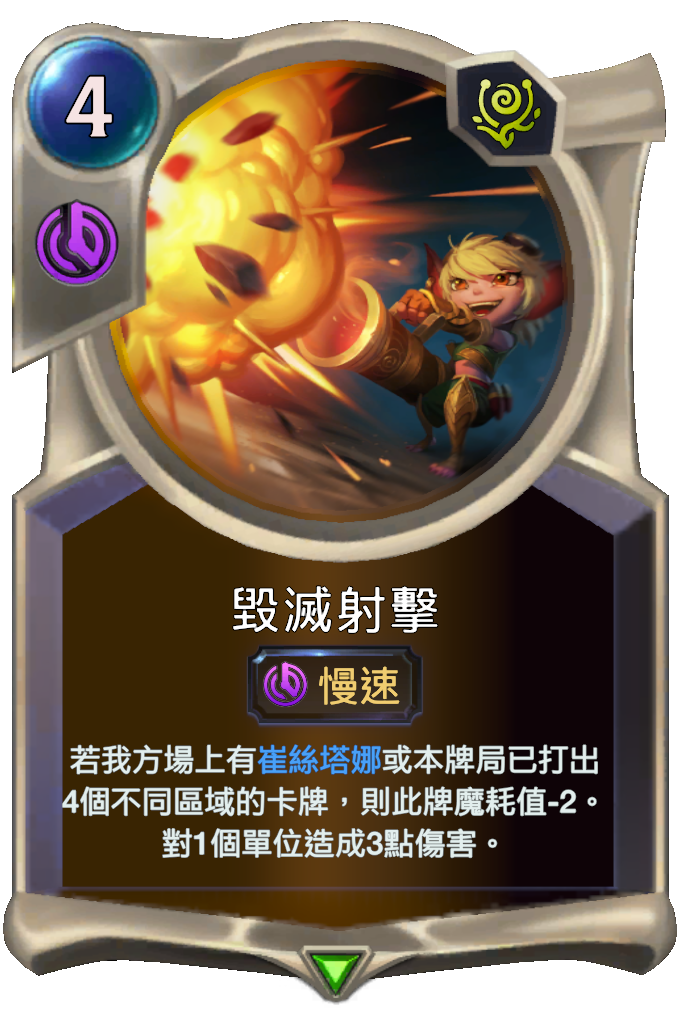 4
毀滅射擊
慢速
若我方場上有崔絲塔娜或本牌局已打出
4個不同區域的卡牌，則此牌魔耗值-2。
對1個單位造成3點傷害。